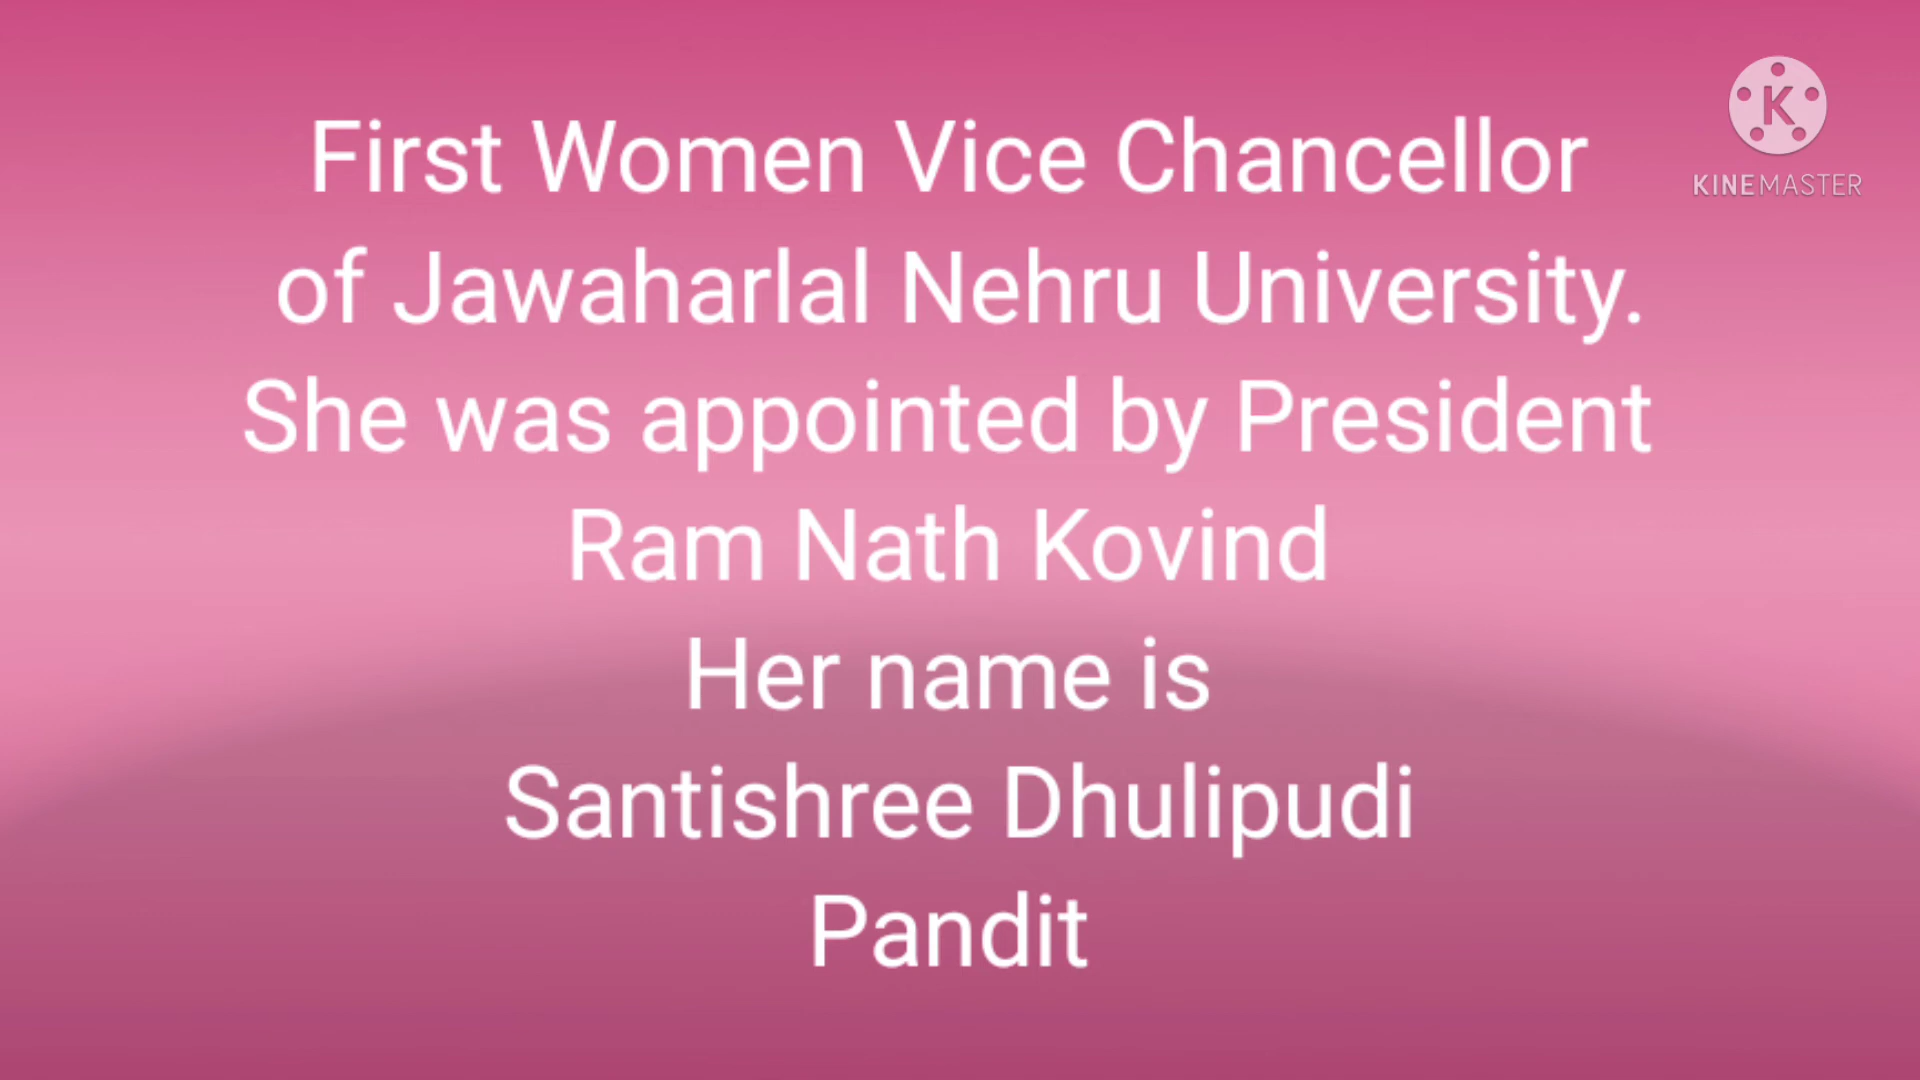 First Women Vice Chancellor
of Jawaharlal Nehru University.
She was appointed by President
Ram Nath Kovind
Her name is
Santishree Dhulipudi
Pandit
K
KINEMASTER